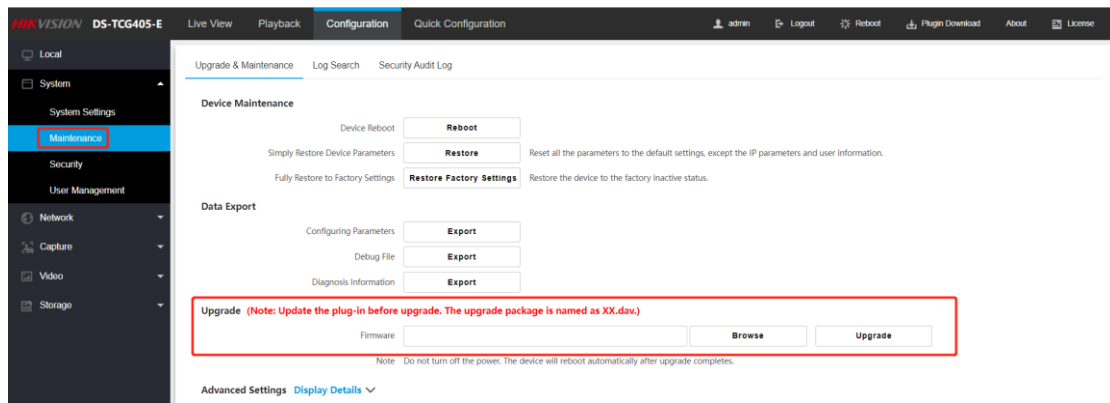 HIKVISION DS-TCG405-E Live View Playback Configuration Quick Configuration admin Logout Reboot Plugin Download About License
Local
System
System Settings
Maintenance
Security
User Management
Network
Capture
Video
Storage
Upgrade & Maintenance Log Search Security Audit Log
Device Maintenance
Device Reboot Reboot
Simply Restore Device Parameters Restore Reset all the parameters to the default settings, except the IP parameters and user information.
Fully Restore to Factory Settings Restore Factory Settings Restore the device to the factory inactive status.
Data Export
Configuring Parameters Export
Debug File Export
Diagnosis Information Export
Upgrade (Note: Update the plug-in before upgrade. The upgrade package is named as XX.dav.)
Firmware Browse Upgrade
Note Do not turn off the power. The device will reboot automatically after upgrade completes.
Advanced Settings Display Details